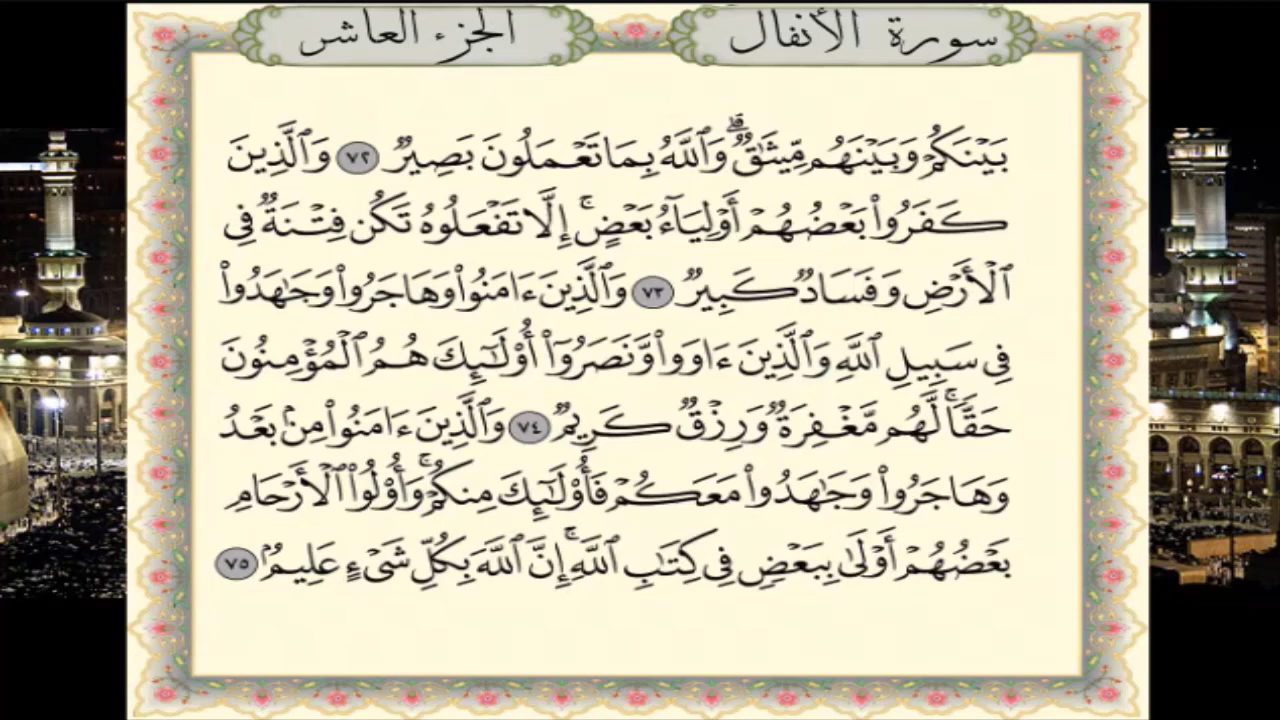 سورة الأنفال الجزء العاشر
بَيْنَكُمْ وَبَيْنَهُم مِّيثَٰقٌ ۗ وَٱللَّهُ بِمَا تَعْمَلُونَ بَصِيرٌ ٧٢ وَٱلَّذِينَ
كَفَرُوا۟ بَعْضُهُمْ أَوْلِيَآءُ بَعْضٍ ۚ إِلَّا تَفْعَلُوهُ تَكُن فِتْنَةٌ فِى
ٱلْأَرْضِ وَفَسَادٌ كَبِيرٌ ٧٣ وَٱلَّذِينَ ءَامَنُوا۟ وَهَاجَرُوا۟ وَجَٰهَدُوا۟
فِى سَبِيلِ ٱللَّهِ وَٱلَّذِينَ ءَاوَوا۟ وَّنَصَرُوٓا۟ أُو۟لَٰٓئِكَ هُمُ ٱلْمُؤْمِنُونَ
حَقًّا ۚ لَّهُم مَّغْفِرَةٌ وَرِزْقٌ كَرِيمٌ ٧٤ وَٱلَّذِينَ ءَامَنُوا۟ مِنۢ بَعْدُ
وَهَاجَرُوا۟ وَجَٰهَدُوا۟ مَعَكُمْ فَأُو۟لَٰٓئِكَ مِنكُمْ ۚ وَأُو۟لُوا۟ ٱلْأَرْحَامِ
بَعْضُهُمْ أَوْلَىٰ بِبَعْضٍ فِى كِتَٰبِ ٱللَّهِ ۗ إِنَّ ٱللَّهَ بِكُلِّ شَىْءٍ عَلِيمٌۢ ٧٥